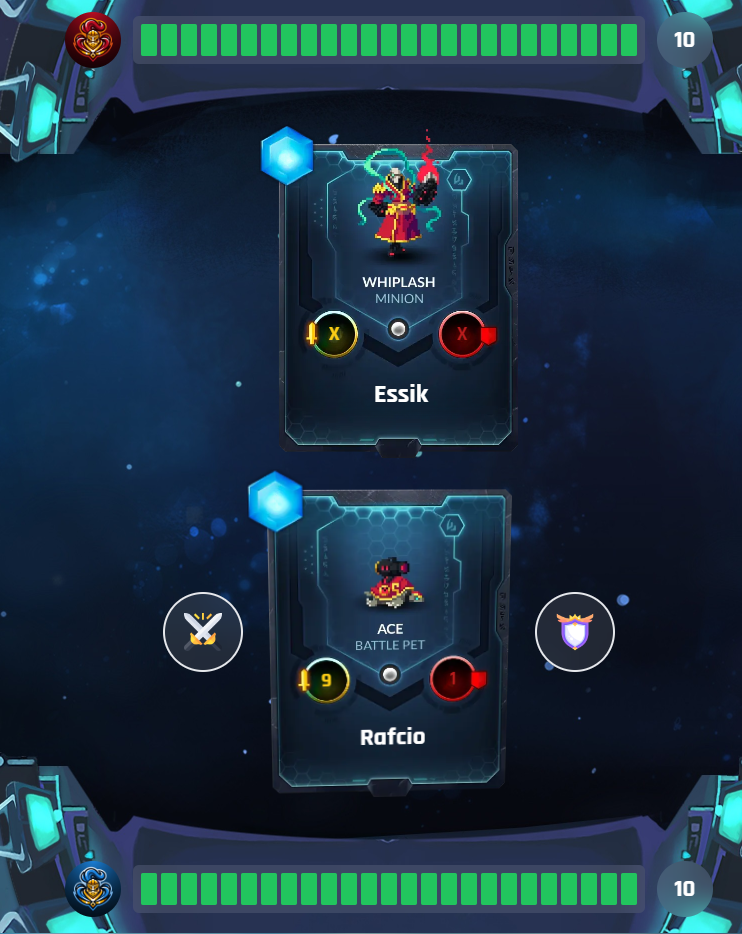 10
WHIPLASH
MINION
X X
Essik
ACE
BATTLE PET
9 1
Rafcio
10